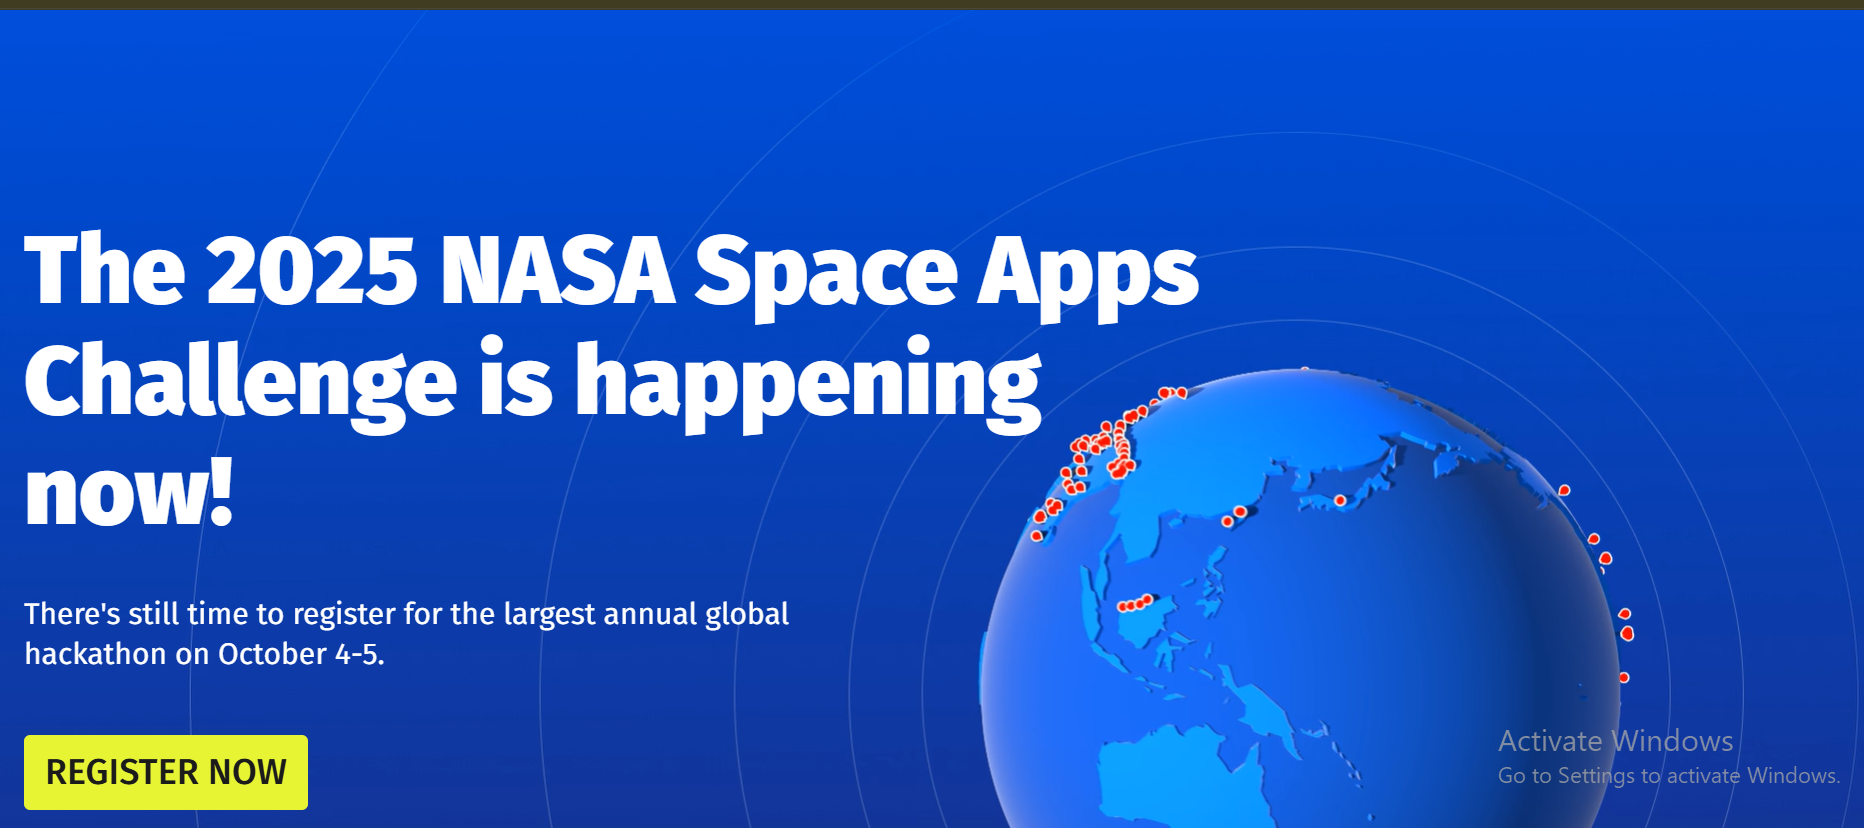 The 2025 NASA Space Apps
Challenge is happening
now!
There's still time to register for the largest annual global
hackathon on October 4-5.
REGISTER NOW
Activate Windows
Go to Settings to activate Windows.